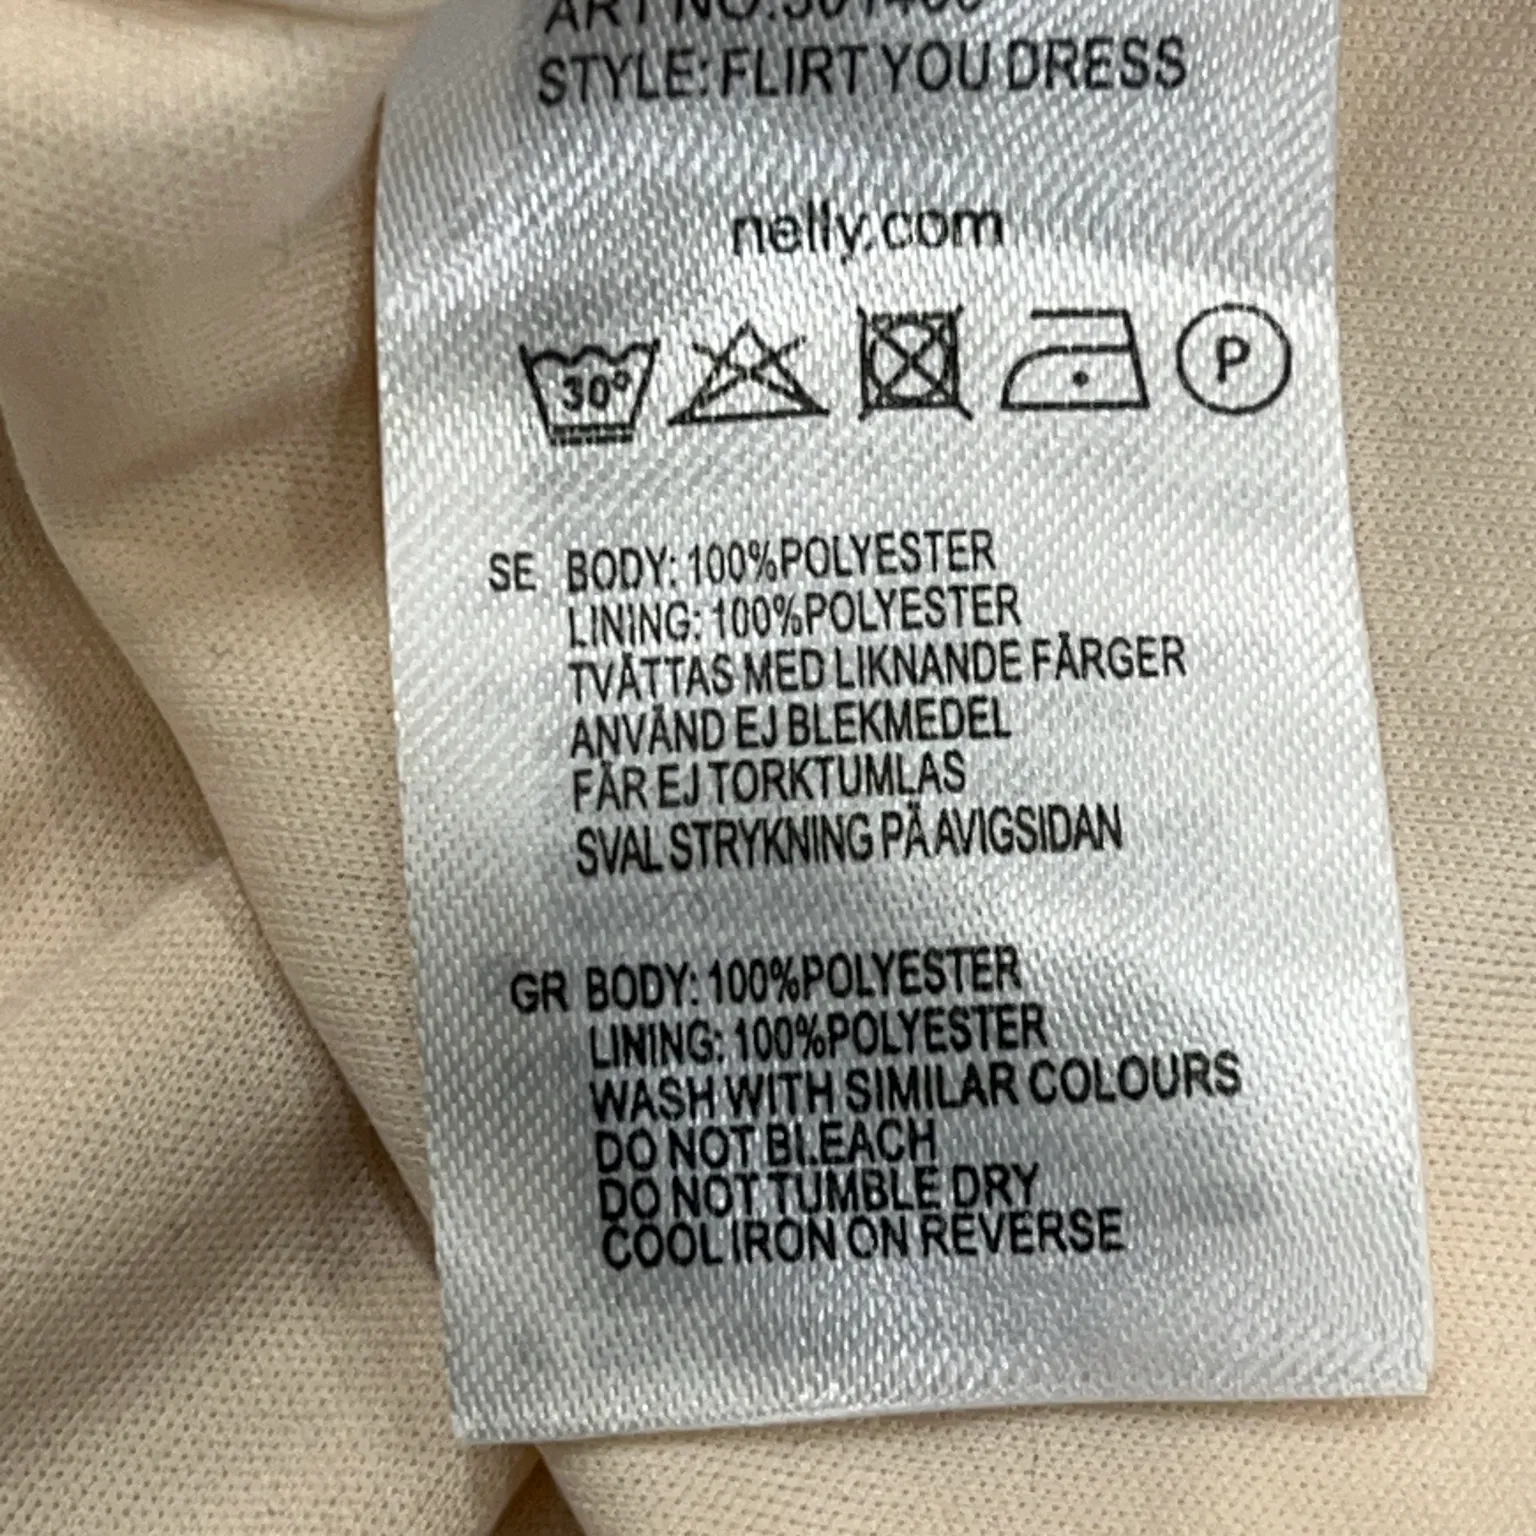 STYLE: FLIRT YOU DRESS
nelly.com
30°
P
SE BODY: 100%POLYESTER
LINING: 100%POLYESTER
TVÄTTAS MED LIKNANDE FÄRGER
ANVÄND EJ BLEKMEDEL
FÅR EJ TORKTUMLAS
SVAL STRYKNING PÅ AVIGSIDAN
GR BODY: 100%POLYESTER
LINING: 100%POLYESTER
WASH WITH SIMILAR COLOURS
DO NOT BLEACH
DO NOT TUMBLE DRY
COOL IRON ON REVERSE